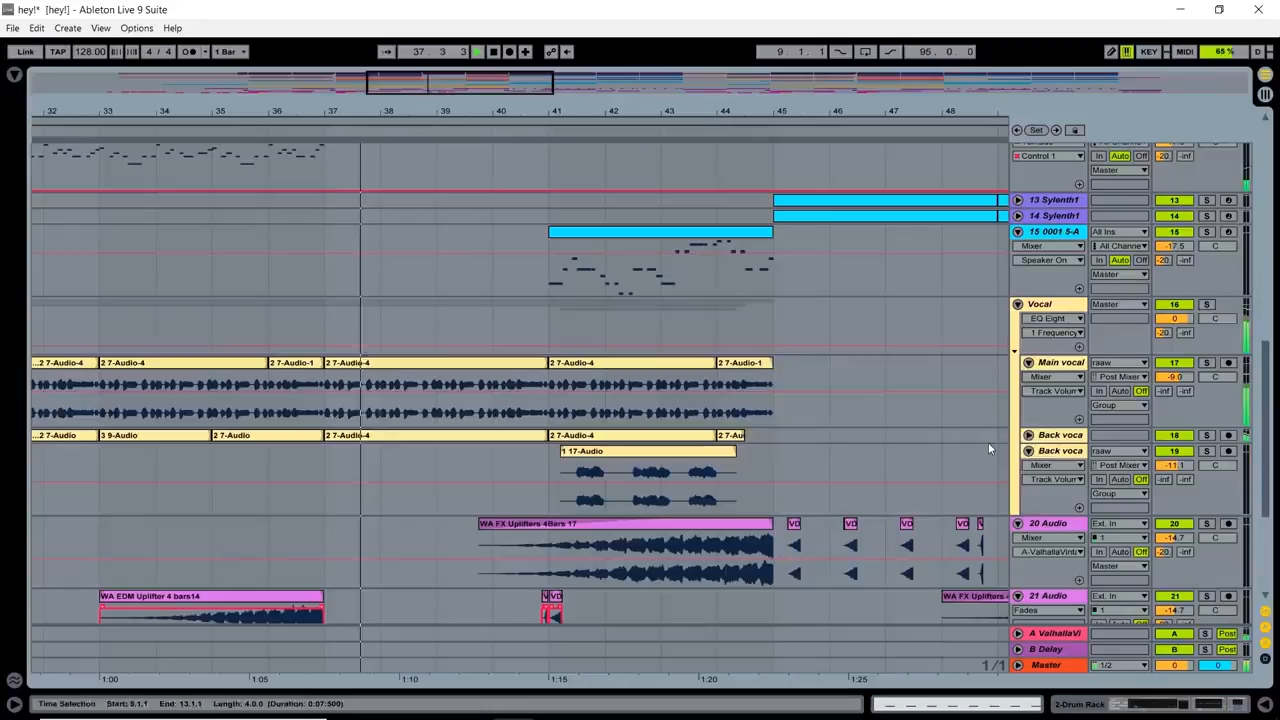 hey!* [hey!] - Ableton Live 9 Suite
File Edit Create View Options Help
Link TAP 128.00 4 / 4 1 Bar 37. 3. 3 9. 1. 1 95. 0. 0 KEY MIDI 65 % D
32 33 34 35 36 37 38 39 40 41 42 43 44 45 46 47 48
Set
Control 1 In Auto Off -20. -inf
Master
13 Sylenth1 13 S
14 Sylenth1 14 S
15 0001 5-A All Ins 15 S
Mixer All Channe -17.5 C
Speaker On In Auto Off -20. -inf
Master
Vocal Master 16 S
EQ Eight 0 C
1 Frequency -20. -inf
...2 7-Audio-4 2 7-Audio-4 2 7-Audio-1 2 7-Audio-4 2 7-Audio-4 2 7-Audio-1 Main vocal raaw 17 S
Mixer Post Mixer -9.0 C
Track Volum In Auto Off -inf -inf
Group
...2 7-Audio 3 9-Audio 2 7-Audio 2 7-Audio-4 2 7-Audio-4 2 7-Au Back voca 18 S
1 17-Audio Back voca raaw 19 S
Mixer Post Mixer -11.1 C
Track Volum In Auto Off -inf -inf
Group
WA FX Uplifters 4Bars 17 VD VD VD VD V 20 Audio Ext. In 20 S
Mixer 1 -14.7 C
A-ValhallaVint In Auto Off -20. -inf
Master
WA EDM Uplifter 4 bars14 V VD WA FX Uplifters 21 Audio Ext. In 21 S
Fades 1 -14.7 C
A ValhallaVi A S Post
B Delay B S Post
1/1 Master 1/2 0 0
1:00 1:05 1:10 1:15 1:20 1:25
Time Selection Start: 9.1.1 End: 13.1.1 Length: 4.0.0 (Duration: 0:07:500) 2-Drum Rack